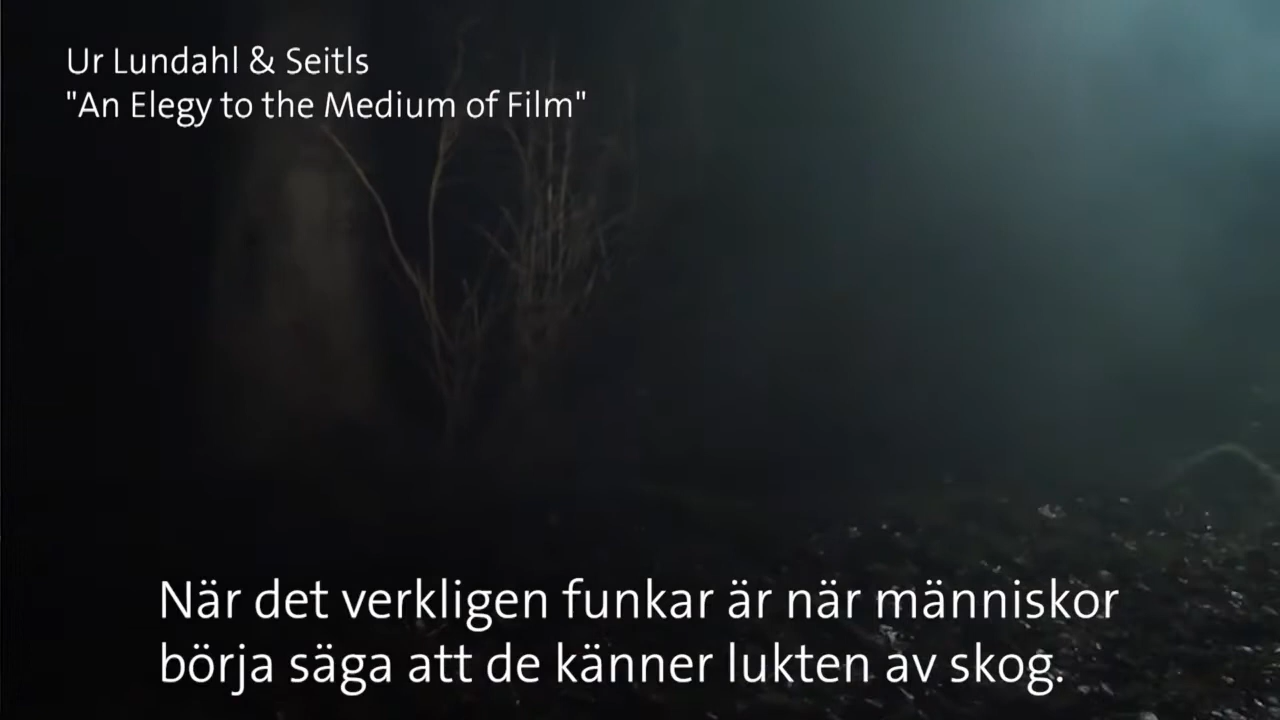 Ur Lundahl & Seitls
"An Elegy to the Medium of Film"
När det verkligen funkar är när människor
börja säga att de känner lukten av skog.